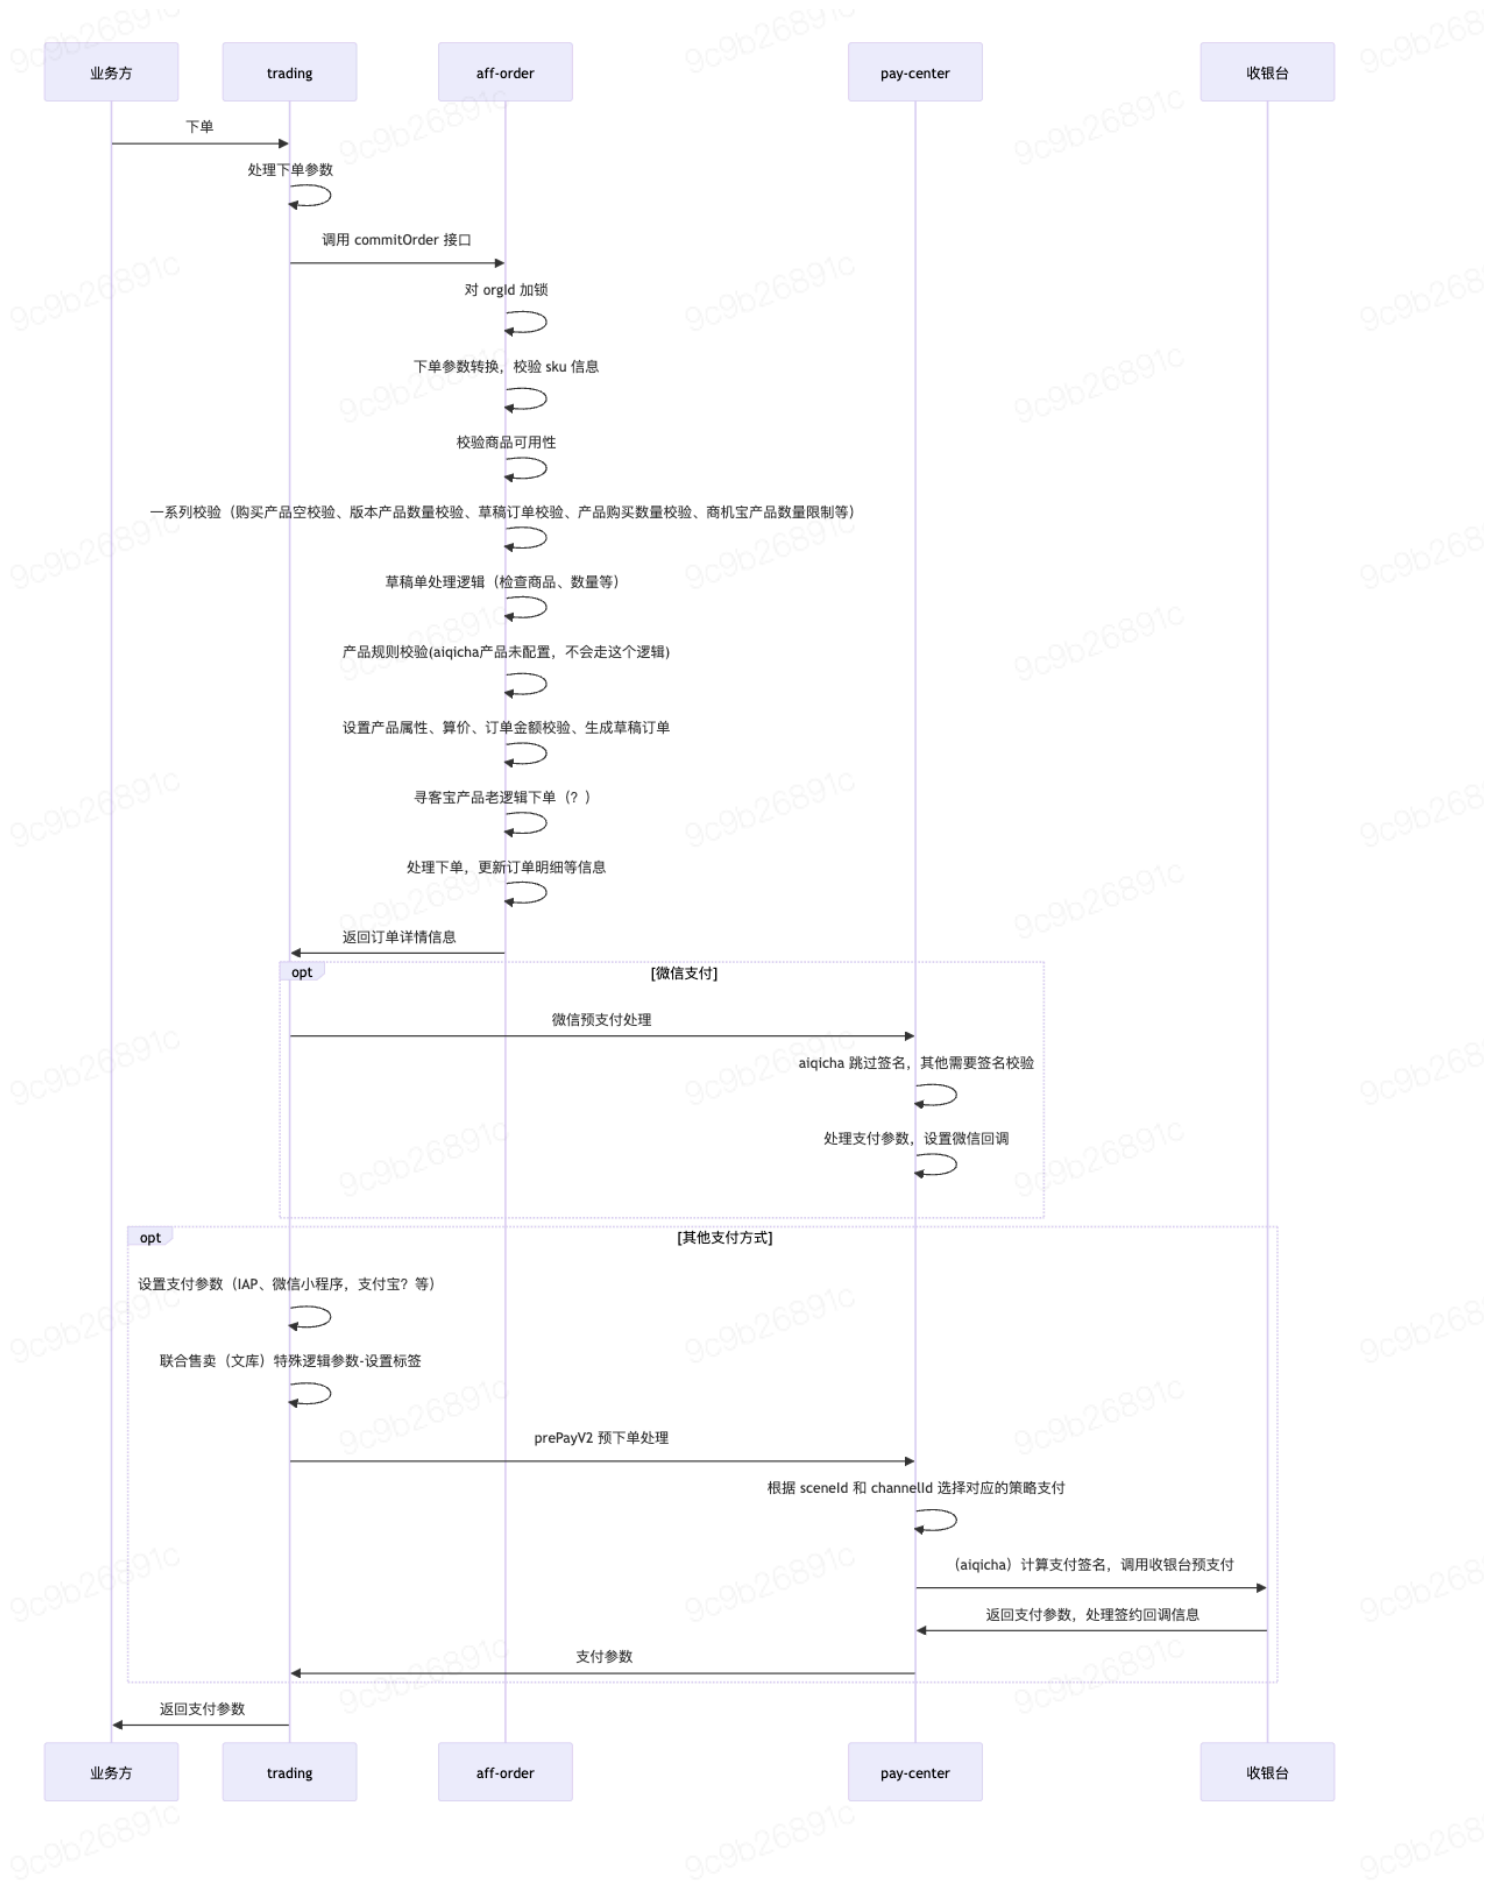 业务方
trading
aff-order
pay-center
收银台
下单
处理下单参数
调用 commitOrder 接口
对 orgId 加锁
下单参数转换，校验 sku 信息
校验商品可用性
一系列校验（购买产品空校验、版本产品数量校验、草稿订单校验、产品购买数量校验、商机宝产品数量限制等）
草稿单处理逻辑（检查商品、数量等）
产品规则校验(aiqicha产品未配置，不会走这个逻辑)
设置产品属性、算价、订单金额校验、生成草稿订单
寻客宝产品老逻辑下单（？）
处理下单，更新订单明细等信息
返回订单详情信息
opt
[微信支付]
微信预支付处理
aiqicha 跳过签名，其他需要签名校验
处理支付参数，设置微信回调
opt
[其他支付方式]
设置支付参数（IAP、微信小程序，支付宝？等）
联合售卖（文库）特殊逻辑参数-设置标签
prePayV2 预下单处理
根据 sceneId 和 channelId 选择对应的策略支付
（aiqicha）计算支付签名，调用收银台预支付
返回支付参数，处理签约回调信息
支付参数
返回支付参数
业务方
trading
aff-order
pay-center
收银台
9c9b26891c